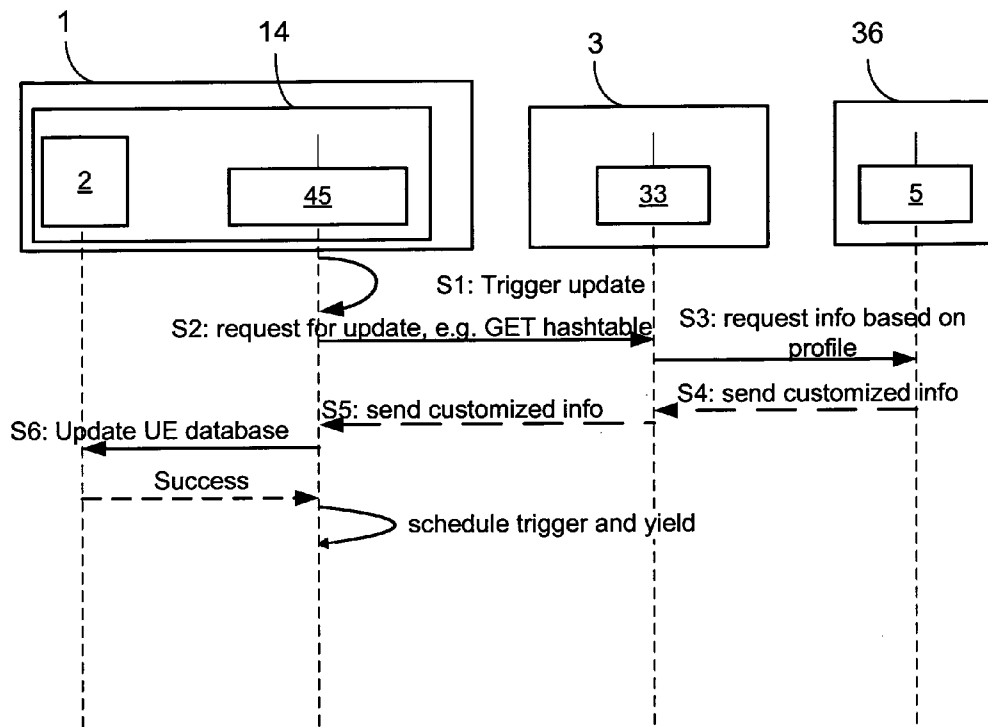 1
14
3
36
2
45
33
5
S1: Trigger update
S2: request for update, e.g. GET hashtable
S3: request info based on
profile
S4: send customized info
S5: send customized info
S6: Update UE database
Success
schedule trigger and yield